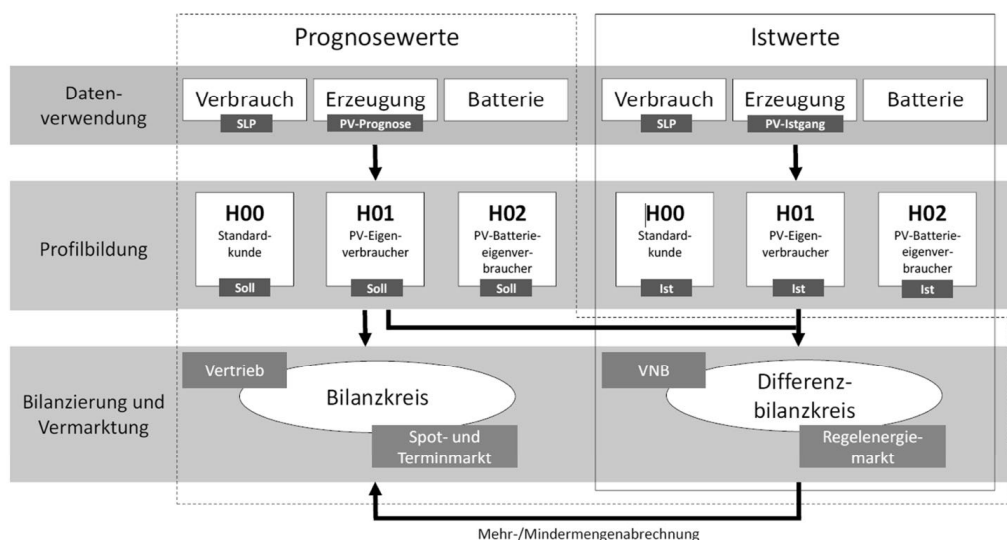 Prognosewerte
Istwerte
Daten-
verwendung
Verbrauch
SLP
Erzeugung
PV-Prognose
Batterie
Verbrauch
SLP
Erzeugung
PV-Istgang
Batterie
Profilbildung
H00
Standard-
kunde
Soll
H01
PV-Eigen-
verbraucher
Soll
H02
PV-Batterie-
eigenver-
braucher
Soll
H00
Standard-
kunde
Ist
H01
PV-Eigen-
verbraucher
Ist
H02
PV-Batterie-
eigenver-
braucher
Ist
Bilanzierung und
Vermarktung
Vertrieb
Bilanzkreis
Spot- und
Terminmarkt
VNB
Differenz-
bilanzkreis
Regelenergie-
markt
Mehr-/Mindermengenabrechnung